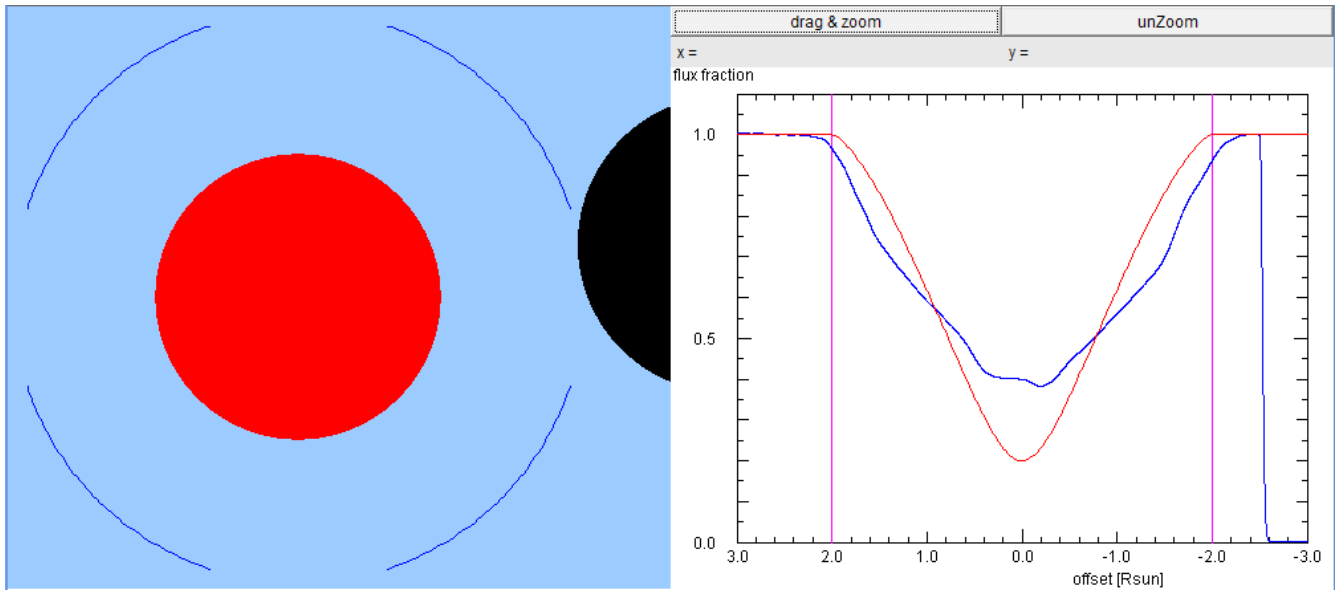 drag & zoom unZoom
x = y =
flux fraction
1.0
0.5
0.0
3.0 2.0 1.0 0.0 -1.0 -2.0 -3.0
offset [Rsun]